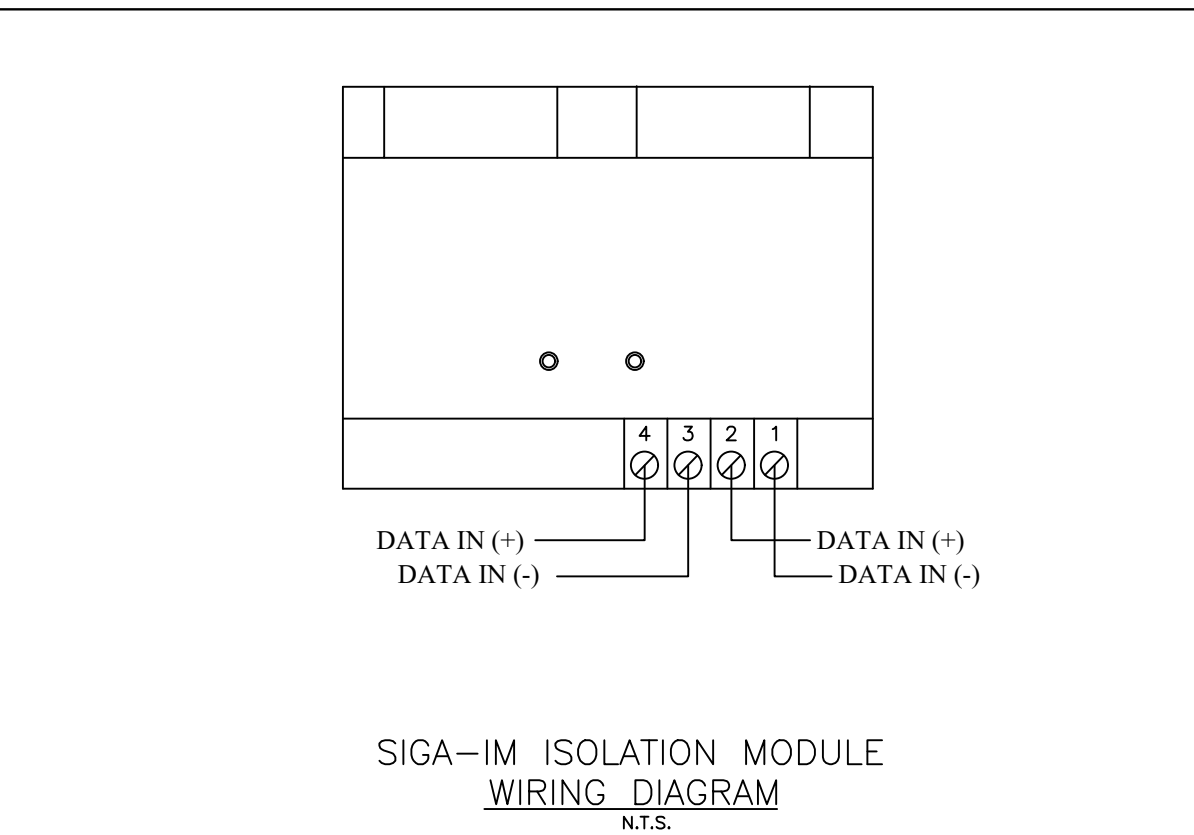 4 3 2 1
DATA IN (+) DATA IN (+)
DATA IN (-) DATA IN (-)
SIGA-IM ISOLATION MODULE
WIRING DIAGRAM
N.T.S.